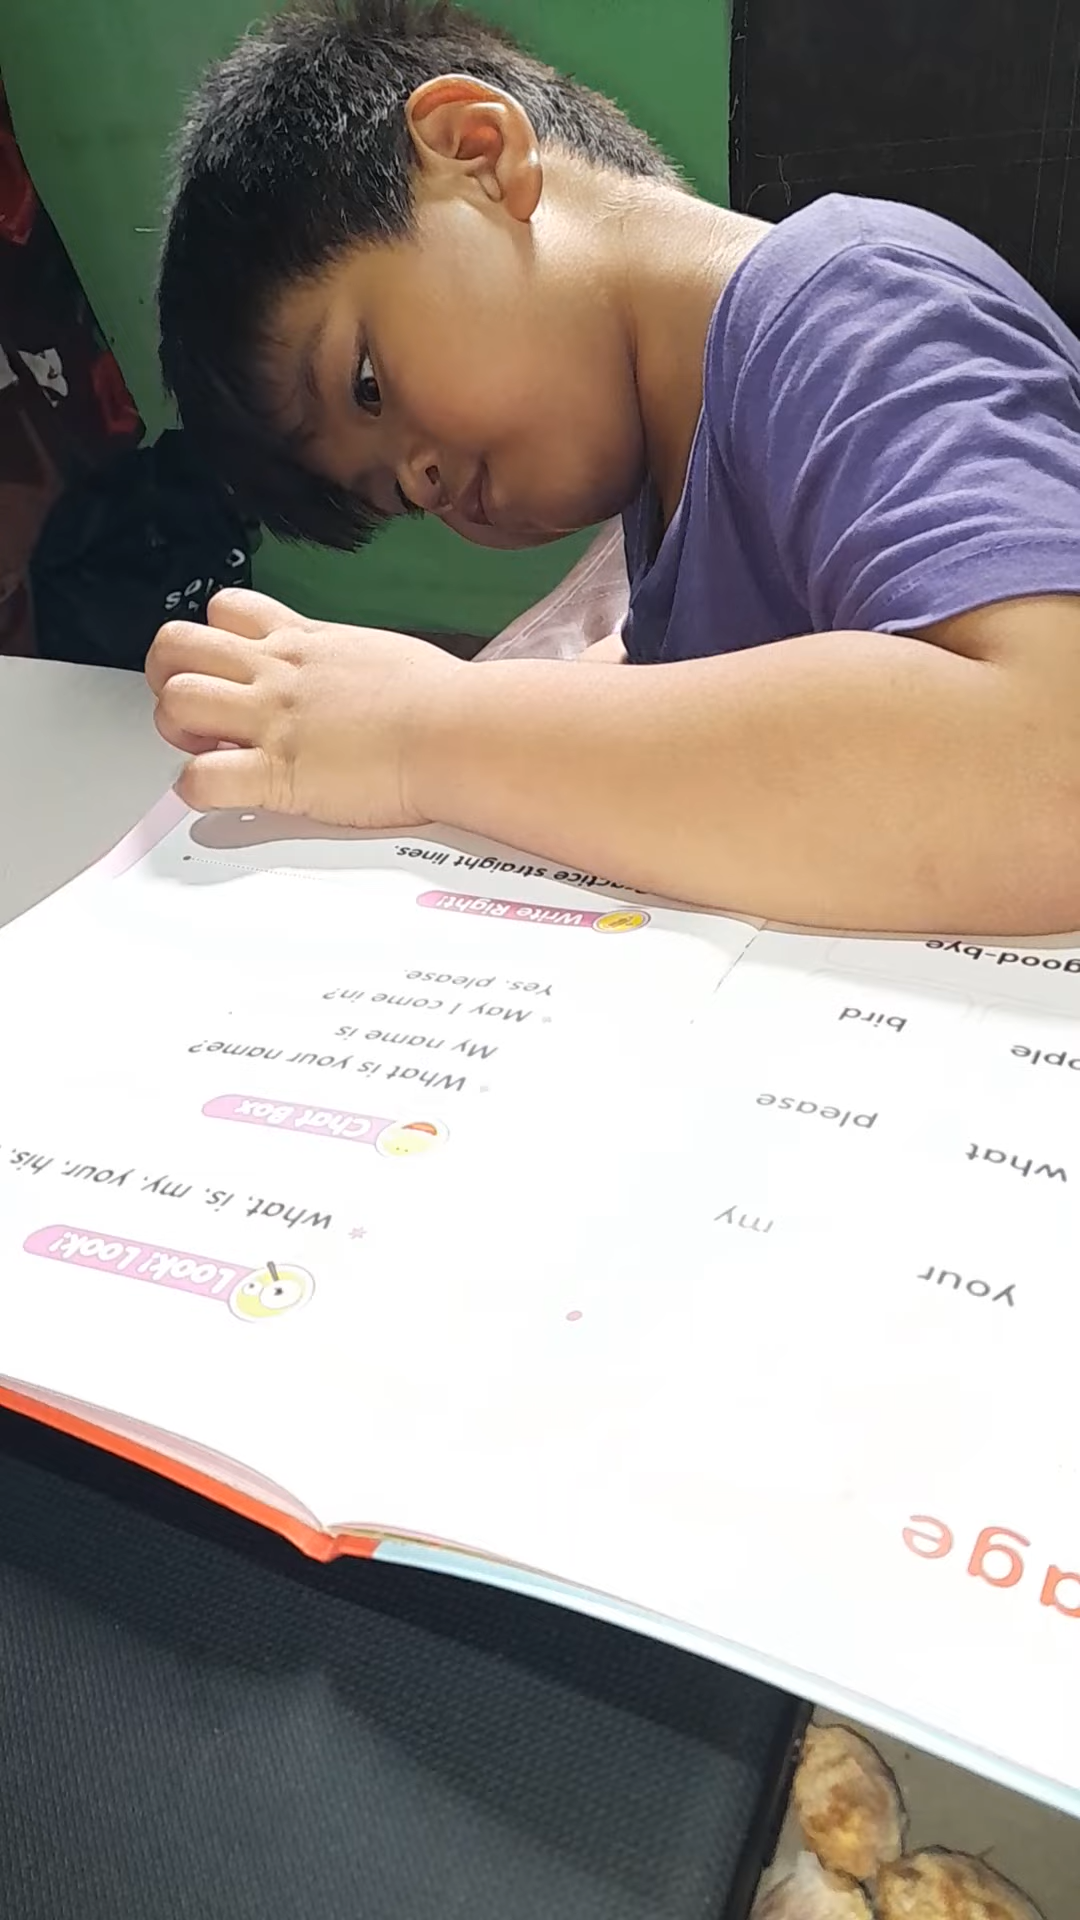 age
your
my
what
please
bird
good-bye
Look! Look!
* what, is, my, your, his,
Chat Box
* What is your name?
My name is
* May I come in?
Yes, please.
Write Right!
straight lines.